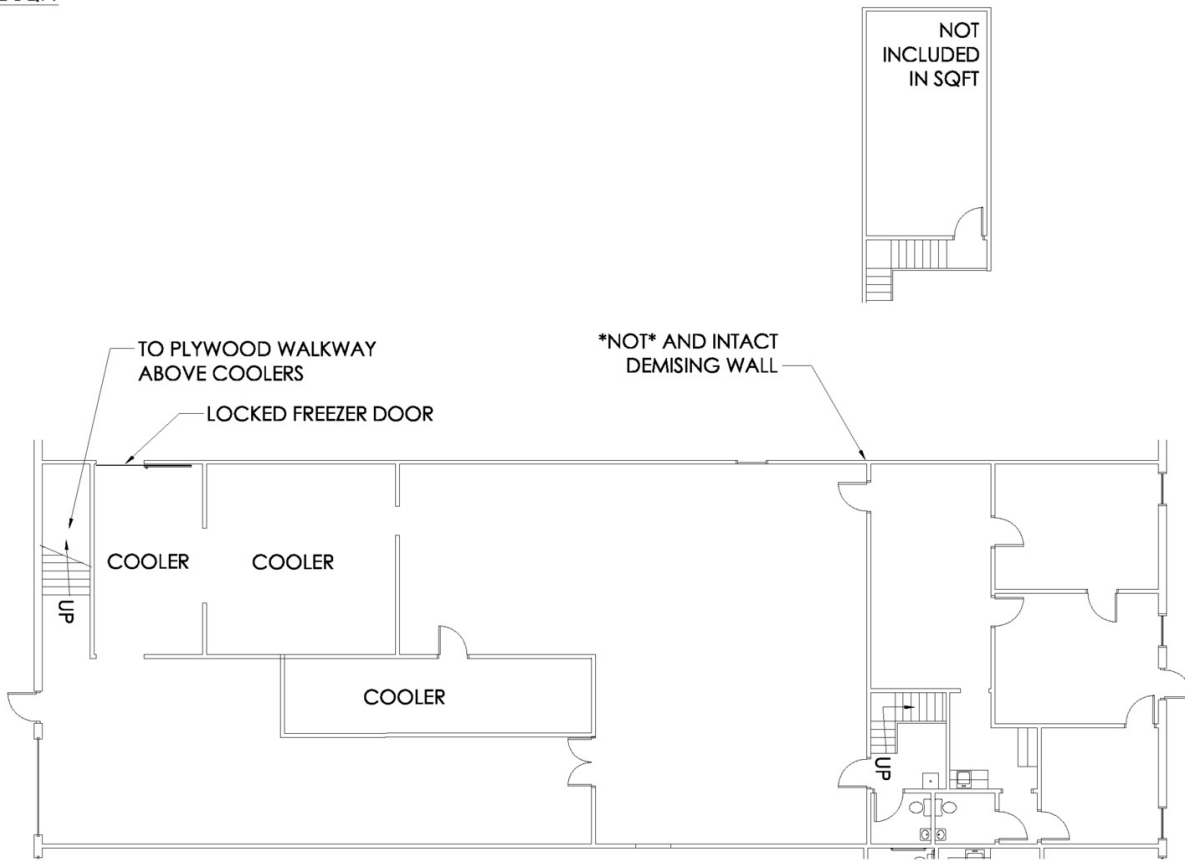 NOT
INCLUDED
IN SQFT
TO PLYWOOD WALKWAY
ABOVE COOLERS
*NOT* AND INTACT
DEMISING WALL
LOCKED FREEZER DOOR
COOLER
COOLER
UP
COOLER
UP